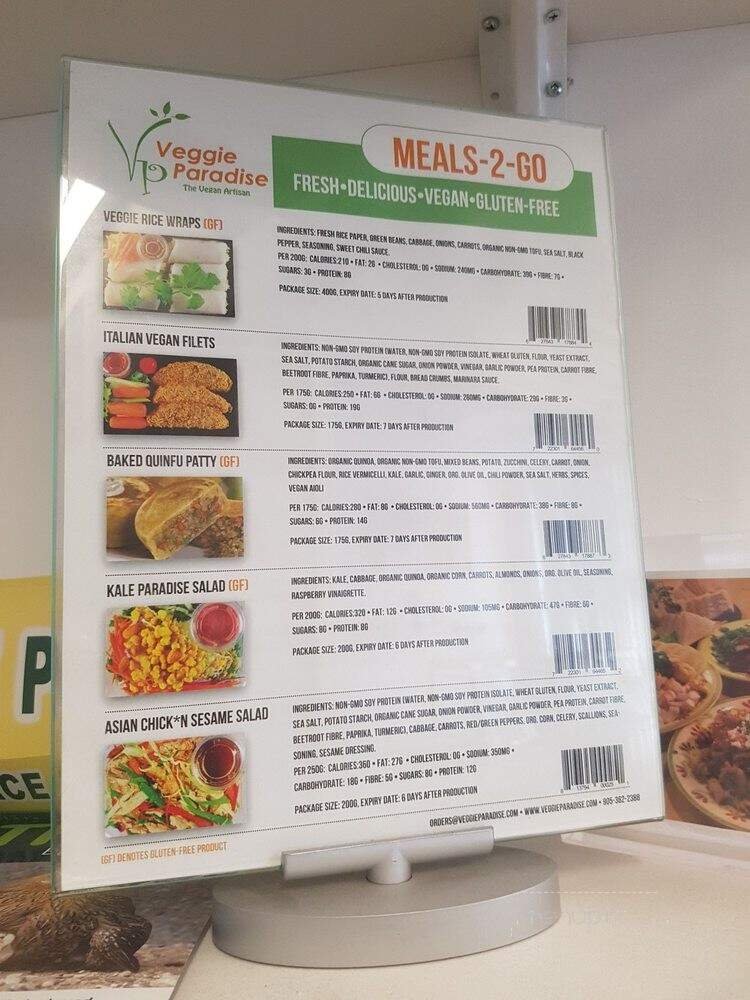 Veggie
Paradise
The Vegan Artisan
MEALS-2-GO
FRESH•DELICIOUS•VEGAN•GLUTEN-FREE
VEGGIE RICE WRAPS (GF)
INGREDIENTS: FRESH RICE PAPER, GREEN BEANS, CABBAGE, ONIONS, CARROTS, ORGANIC NON-GMO TOFU, SEA SALT, BLACK
PEPPER, SEASONING, SWEET CHILI SAUCE.
PER 200G: CALORIES:210 • FAT: 2G • CHOLESTEROL: 0G • SODIUM: 240MG • CARBOHYDRATE: 39G • FIBRE: 7G •
SUGARS: 3G • PROTEIN: 8G
PACKAGE SIZE: 400G, EXPIRY DATE: 5 DAYS AFTER PRODUCTION
ITALIAN VEGAN FILETS
INGREDIENTS: NON-GMO SOY PROTEIN (WATER, NON-GMO SOY PROTEIN ISOLATE, WHEAT GLUTEN, FLOUR, YEAST EXTRACT,
SEA SALT, POTATO STARCH, ORGANIC CANE SUGAR, ONION POWDER, VINEGAR, GARLIC POWDER, PEA PROTEIN, CARROT FIBRE,
BEETROOT FIBRE, PAPRIKA, TURMERIC), FLOUR, BREAD CRUMBS, MARINARA SAUCE.
PER 175G: CALORIES:250 • FAT: 6G • CHOLESTEROL: 0G • SODIUM: 260MG • CARBOHYDRATE: 29G • FIBRE: 3G •
SUGARS: 0G • PROTEIN: 19G
PACKAGE SIZE: 175G, EXPIRY DATE: 7 DAYS AFTER PRODUCTION
BAKED QUINFU PATTY (GF)
INGREDIENTS: ORGANIC QUINOA, ORGANIC NON-GMO TOFU, MIXED BEANS, POTATO, ZUCCHINI, CELERY, CARROT, ONION,
CHICKPEA FLOUR, RICE VERMICELLI, KALE, GARLIC, GINGER, ORG. OLIVE OIL, CHILI POWDER, SEA SALT, HERBS, SPICES,
VEGAN AIOLI
PER 175G: CALORIES:280 • FAT: 8G • CHOLESTEROL: 0G • SODIUM: 560MG • CARBOHYDRATE: 38G • FIBRE: 8G •
SUGARS: 6G • PROTEIN: 14G
PACKAGE SIZE: 175G, EXPIRY DATE: 7 DAYS AFTER PRODUCTION
KALE PARADISE SALAD (GF)
INGREDIENTS: KALE, CABBAGE, ORGANIC QUINOA, ORGANIC CORN, CARROTS, ALMONDS, ONIONS, ORG. OLIVE OIL, SEASONING,
RASPBERRY VINAIGRETTE.
PER 200G: CALORIES:320 • FAT: 12G • CHOLESTEROL: 0G • SODIUM: 105MG • CARBOHYDRATE: 47G • FIBRE: 6G •
SUGARS: 8G • PROTEIN: 8G
PACKAGE SIZE: 200G, EXPIRY DATE: 6 DAYS AFTER PRODUCTION
ASIAN CHICK*N SESAME SALAD
INGREDIENTS: NON-GMO SOY PROTEIN (WATER, NON-GMO SOY PROTEIN ISOLATE, WHEAT GLUTEN, FLOUR, YEAST EXTRACT,
SEA SALT, POTATO STARCH, ORGANIC CANE SUGAR, ONION POWDER, VINEGAR, GARLIC POWDER, PEA PROTEIN, CARROT FIBRE,
BEETROOT FIBRE, PAPRIKA, TURMERIC), CABBAGE, CARROTS, RED/GREEN PEPPERS, ORG. CORN, CELERY, SCALLIONS, SEA-
SONING, SESAME DRESSING.
PER 250G: CALORIES:360 • FAT: 27G • CHOLESTEROL: 0G • SODIUM: 350MG •
CARBOHYDRATE: 18G • FIBRE: 5G • SUGARS: 8G • PROTEIN: 12G
PACKAGE SIZE: 200G, EXPIRY DATE: 6 DAYS AFTER PRODUCTION
ORDERS@VEGGIEPARADISE.COM • WWW.VEGGIEPARADISE.COM • 905-382-2388
(GF) DENOTES GLUTEN-FREE PRODUCT